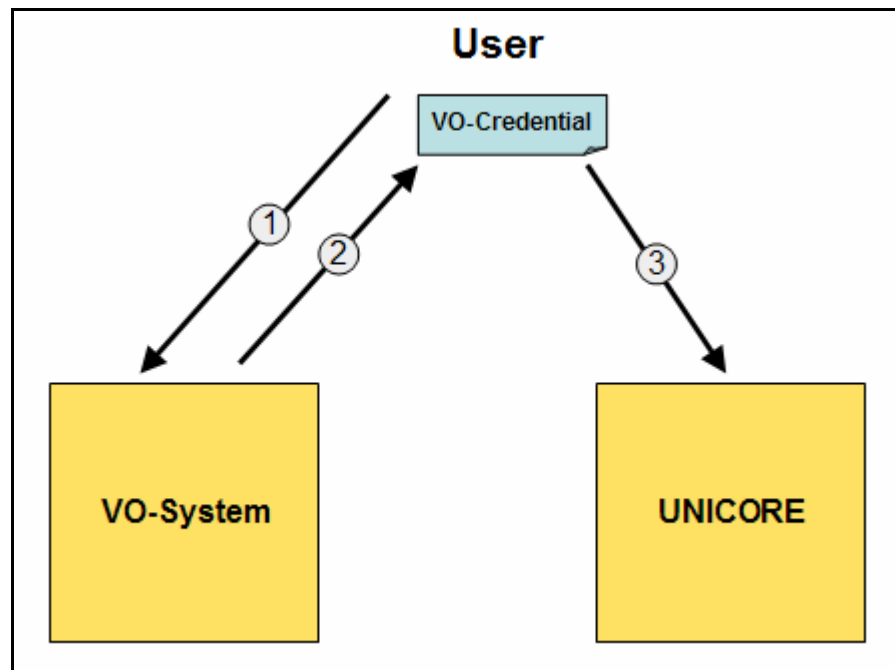 User
VO-Credential
1
2
3
VO-System
UNICORE